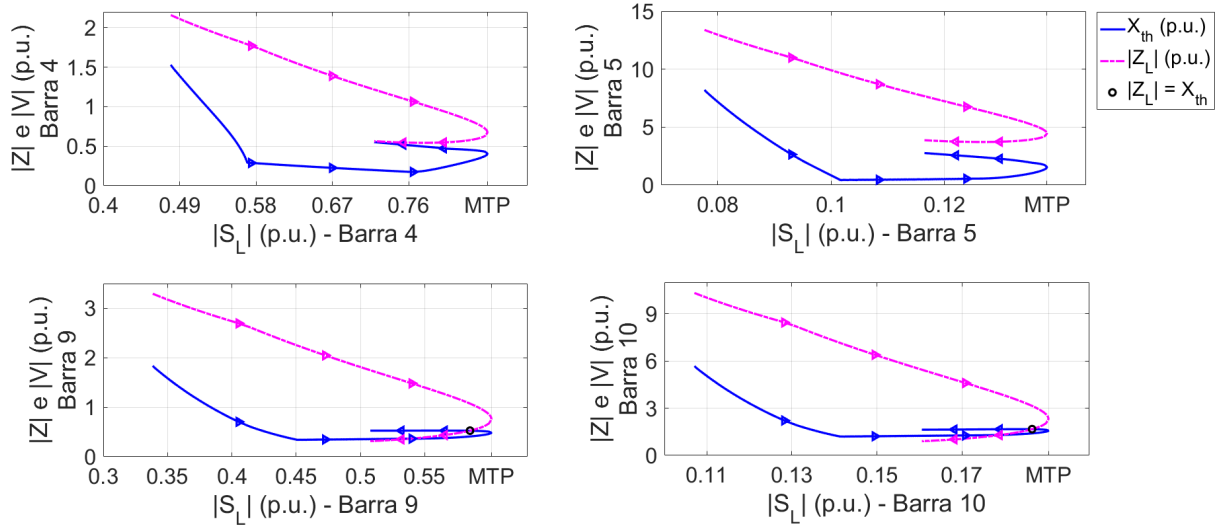 |Z| e |V| (p.u.)
Barra 4
2
1.5
1
0.5
0
0.4
0.49
0.58
0.67
0.76
MTP
|S_L| (p.u.) - Barra 4
|Z| e |V| (p.u.)
Barra 5
15
10
5
0
0.08
0.1
0.12
MTP
|S_L| (p.u.) - Barra 5
X_th (p.u.)
|Z_L| (p.u.)
|Z_L| = X_th
|Z| e |V| (p.u.)
Barra 9
3
2
1
0
0.3
0.35
0.4
0.45
0.5
0.55
MTP
|S_L| (p.u.) - Barra 9
|Z| e |V| (p.u.)
Barra 10
9
6
3
0
0.11
0.13
0.15
0.17
MTP
|S_L| (p.u.) - Barra 10